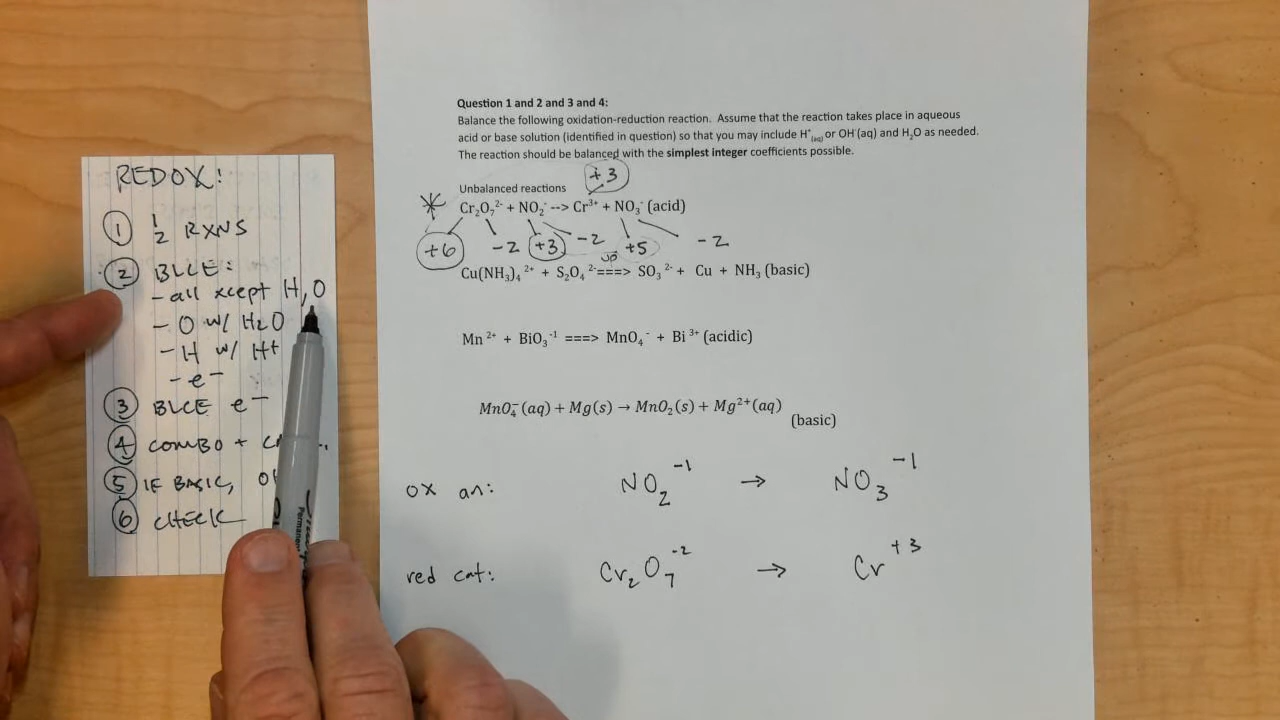 REDOX!
① ½ RXNS
② BLCE:
- all xcept H, O
- O w/ H2O
- H w/ H+
- e-
③ BLCE e-
④ COMBO +
⑤ IF BASIC,
⑥ CHECK
Permanent
Question 1 and 2 and 3 and 4:
Balance the following oxidation-reduction reaction. Assume that the reaction takes place in aqueous
acid or base solution (identified in question) so that you may include H⁺(aq) or OH⁻(aq) and H₂O as needed.
The reaction should be balanced with the simplest integer coefficients possible.
+3
Unbalanced reactions
* Cr₂O₇²⁻ + NO₂⁻ --> Cr³⁺ + NO₃⁻ (acid)
+6 -2 +3 -2 +5 -2
up
Cu(NH₃)₄ ²⁺ + S₂O₄ ²⁻===> SO₃ ²⁻ + Cu + NH₃ (basic)
Mn ²⁺ + BiO₃⁻¹ ===> MnO₄⁻ + Bi ³⁺ (acidic)
MnO₄⁻(aq) + Mg(s) → MnO₂(s) + Mg²⁺(aq)
(basic)
ox an: NO₂⁻¹ → NO₃⁻¹
red cat: Cr₂O₇⁻² → Cr⁺³